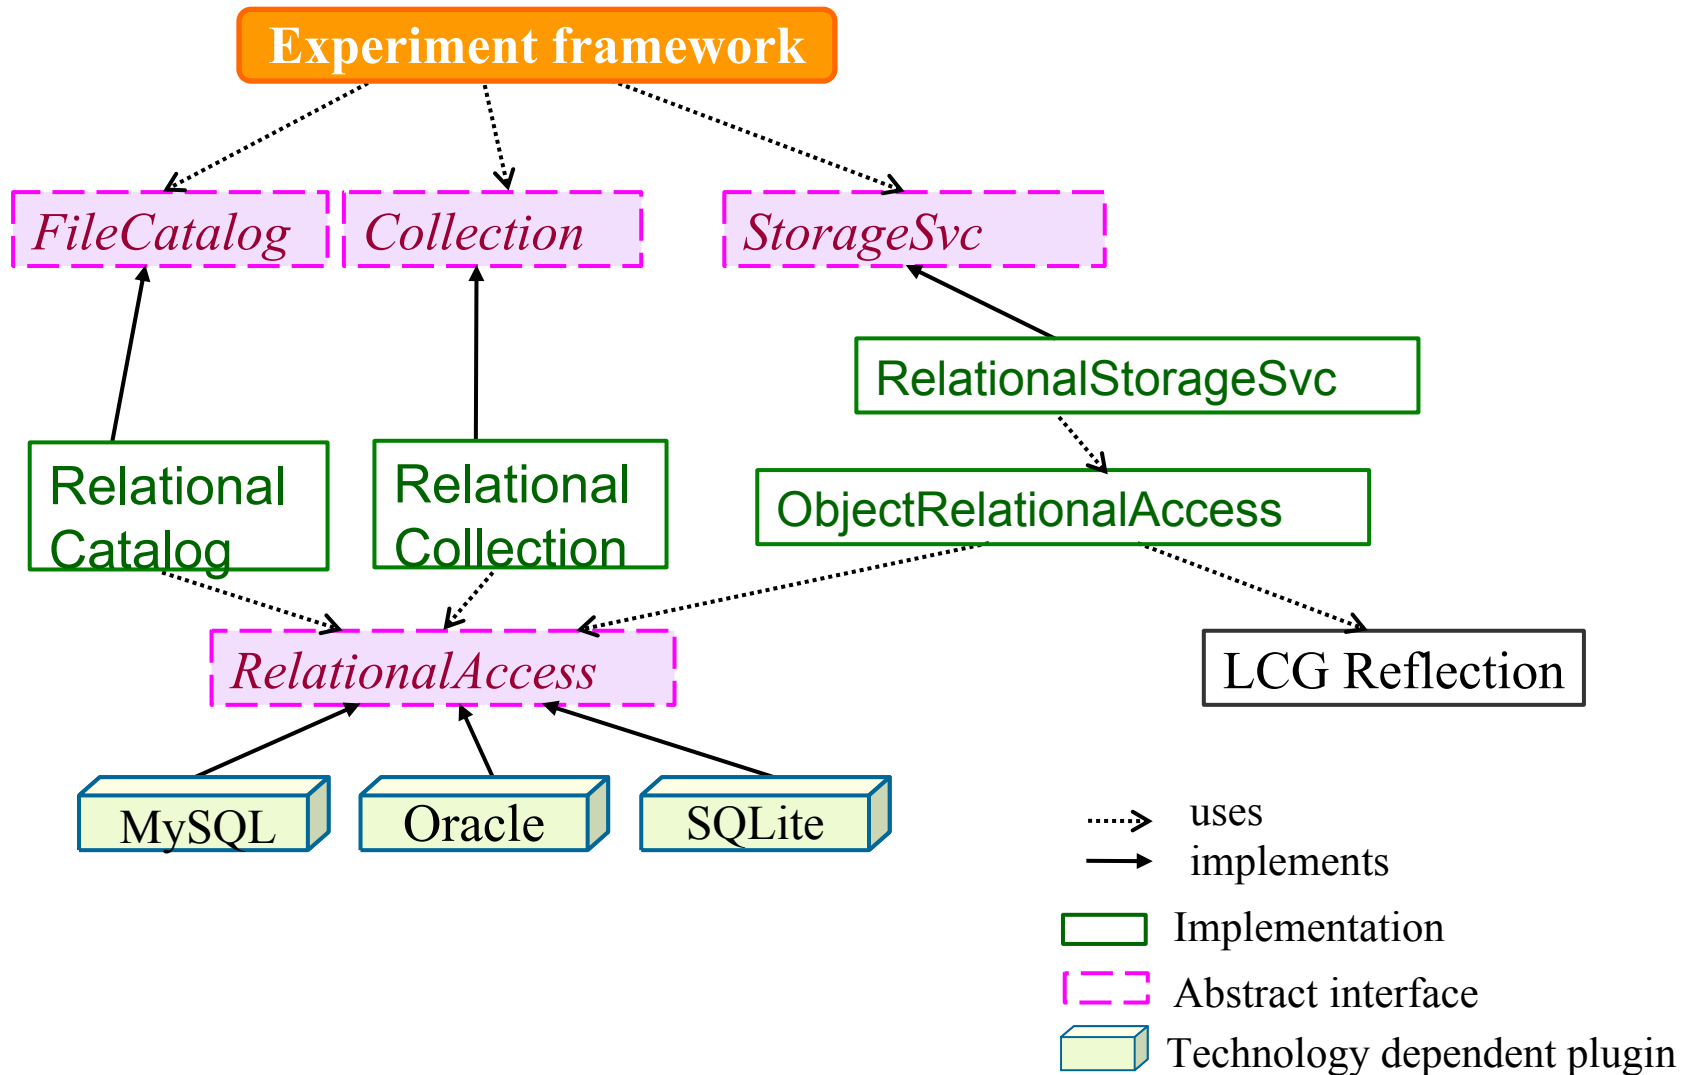 Experiment framework
FileCatalog
Collection
StorageSvc
RelationalStorageSvc
Relational
Catalog
Relational
Collection
ObjectRelationalAccess
RelationalAccess
LCG Reflection
MySQL
Oracle
SQLite
uses
implements
Implementation
Abstract interface
Technology dependent plugin